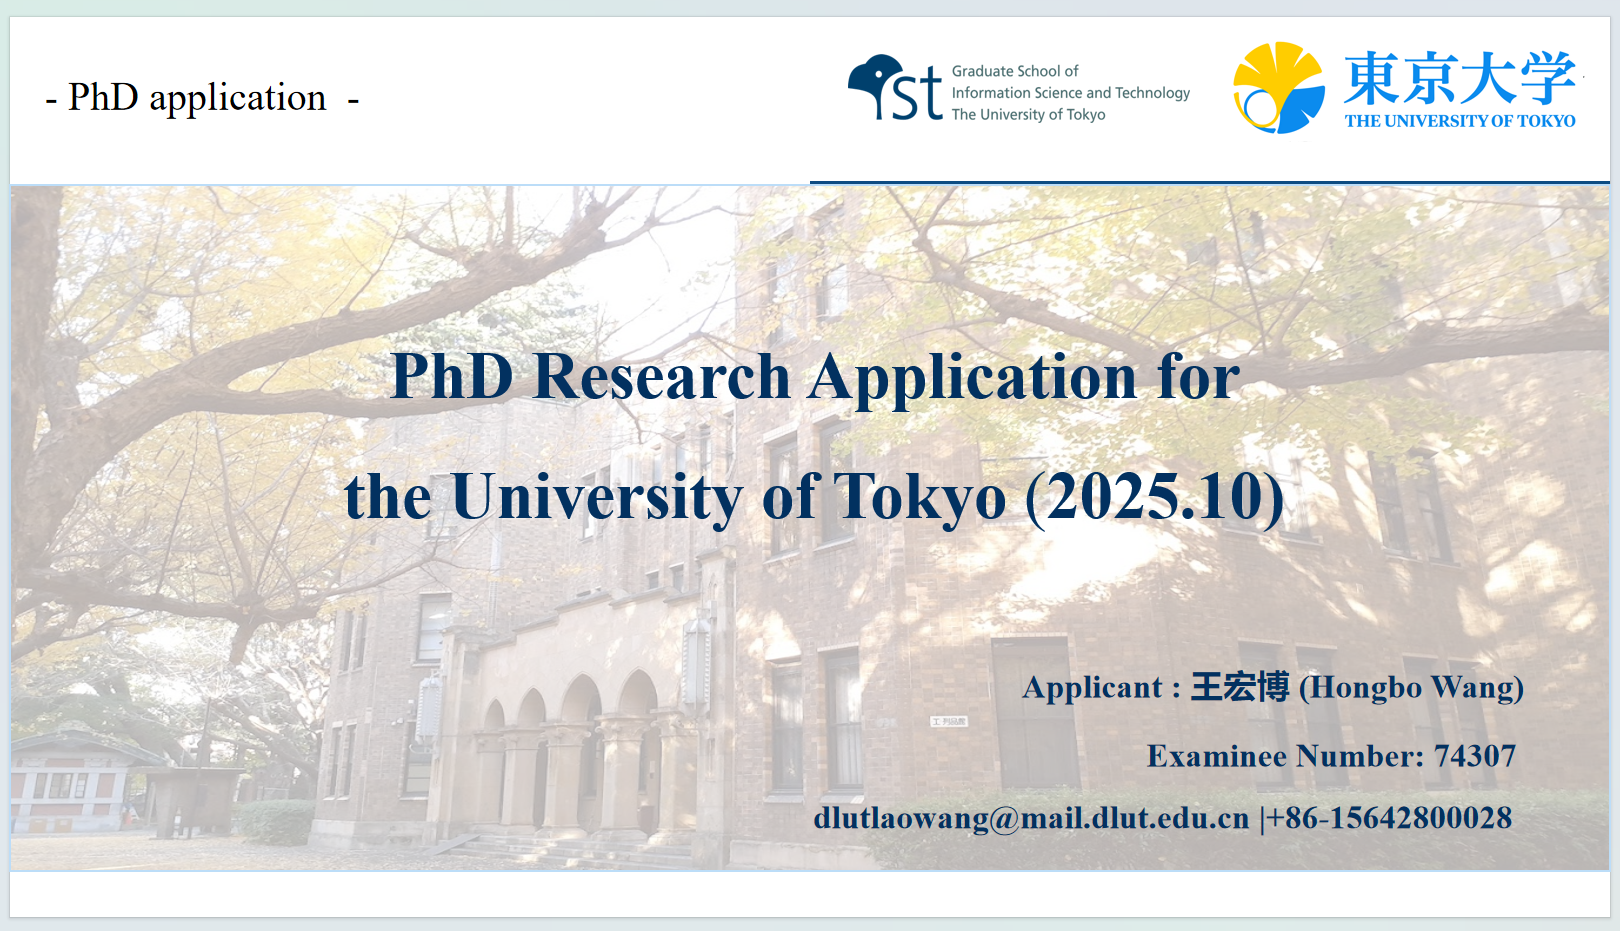 - PhD application  -
ist
Graduate School of
Information Science and Technology
The University of Tokyo
東京大学
THE UNIVERSITY OF TOKYO
PhD Research Application for
the University of Tokyo (2025.10)
Applicant : 王宏博 (Hongbo Wang)
Examinee Number: 74307
dlutlaowang@mail.dlut.edu.cn |+86-15642800028